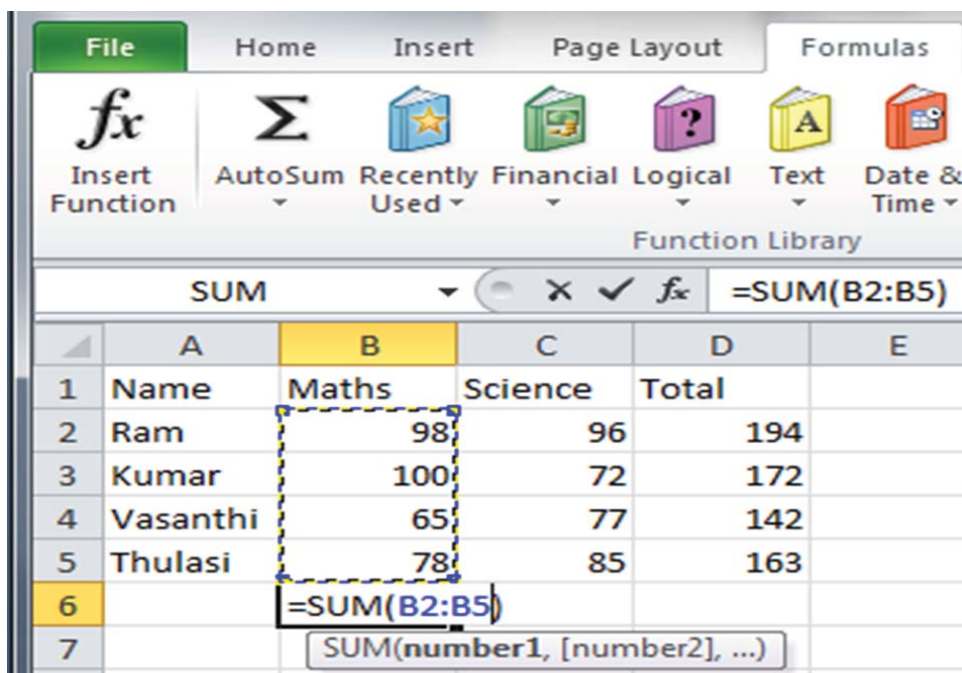 File Home Insert Page Layout Formulas
fx Σ ? A
Insert Function AutoSum Recently Used Financial Logical Text Date & Time
Function Library
SUM fx =SUM(B2:B5)
A B C D E
1 Name Maths Science Total
2 Ram 98 96 194
3 Kumar 100 72 172
4 Vasanthi 65 77 142
5 Thulasi 78 85 163
6 =SUM(B2:B5)
7 SUM(number1, [number2], ...)